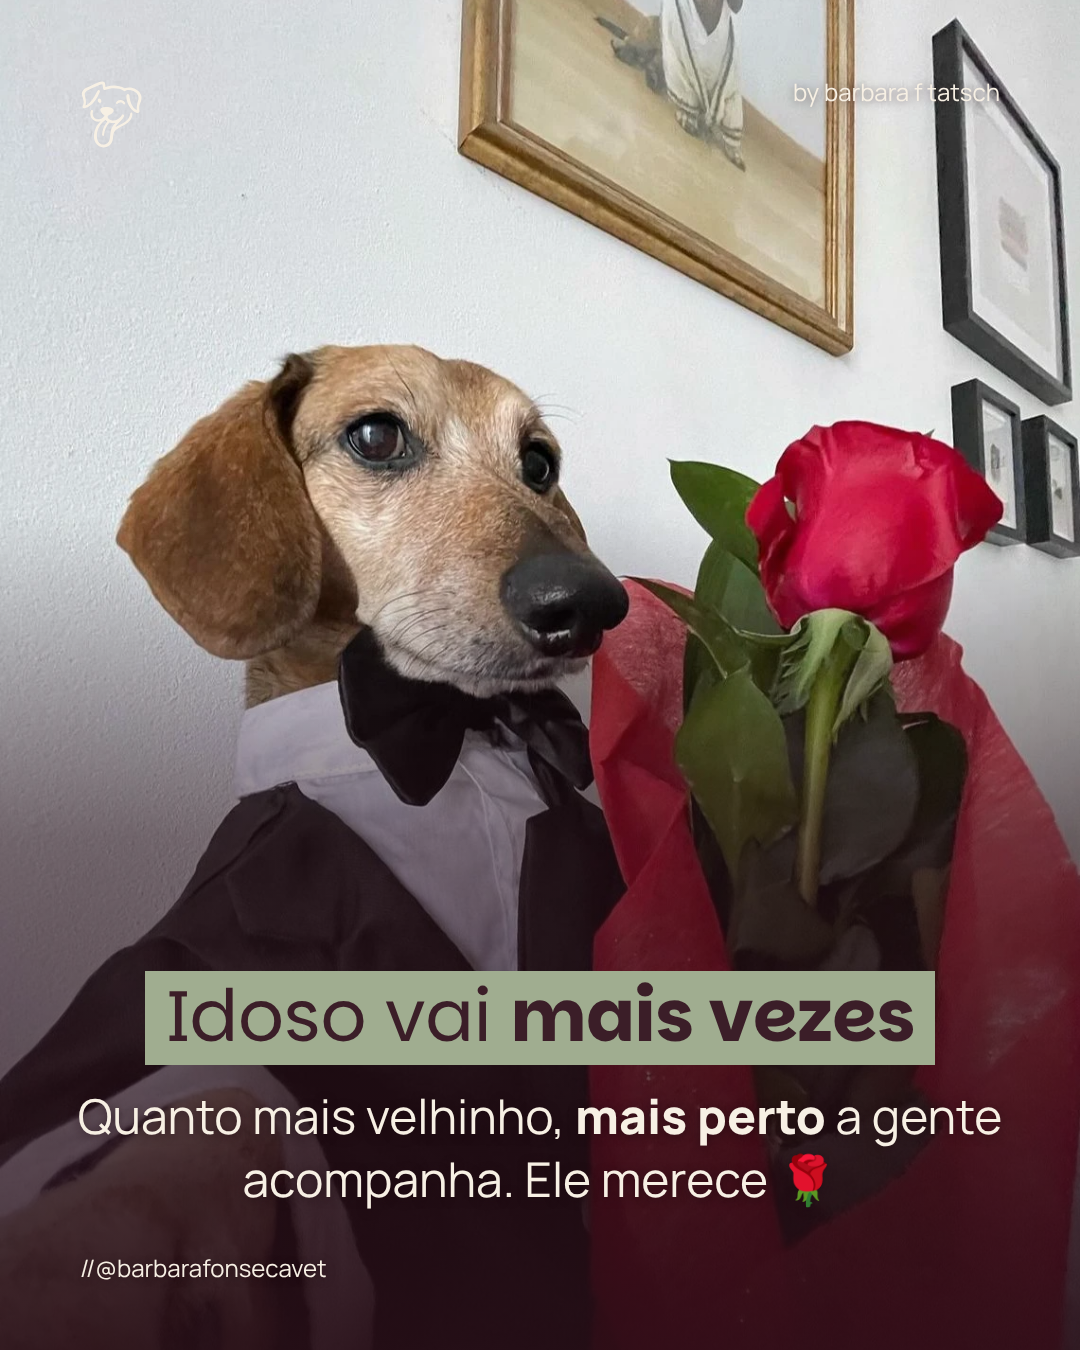 by barbara f tatsch
Idoso vai mais vezes
Quanto mais velhinho, mais perto a gente
acompanha. Ele merece 🌹
//@barbarafonsecavet